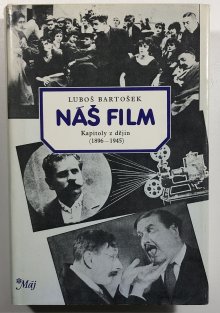 LUBOŠ BARTOŠEK
NÁŠ FILM
Kapitoly z dějin
(1896–1945)
Máj